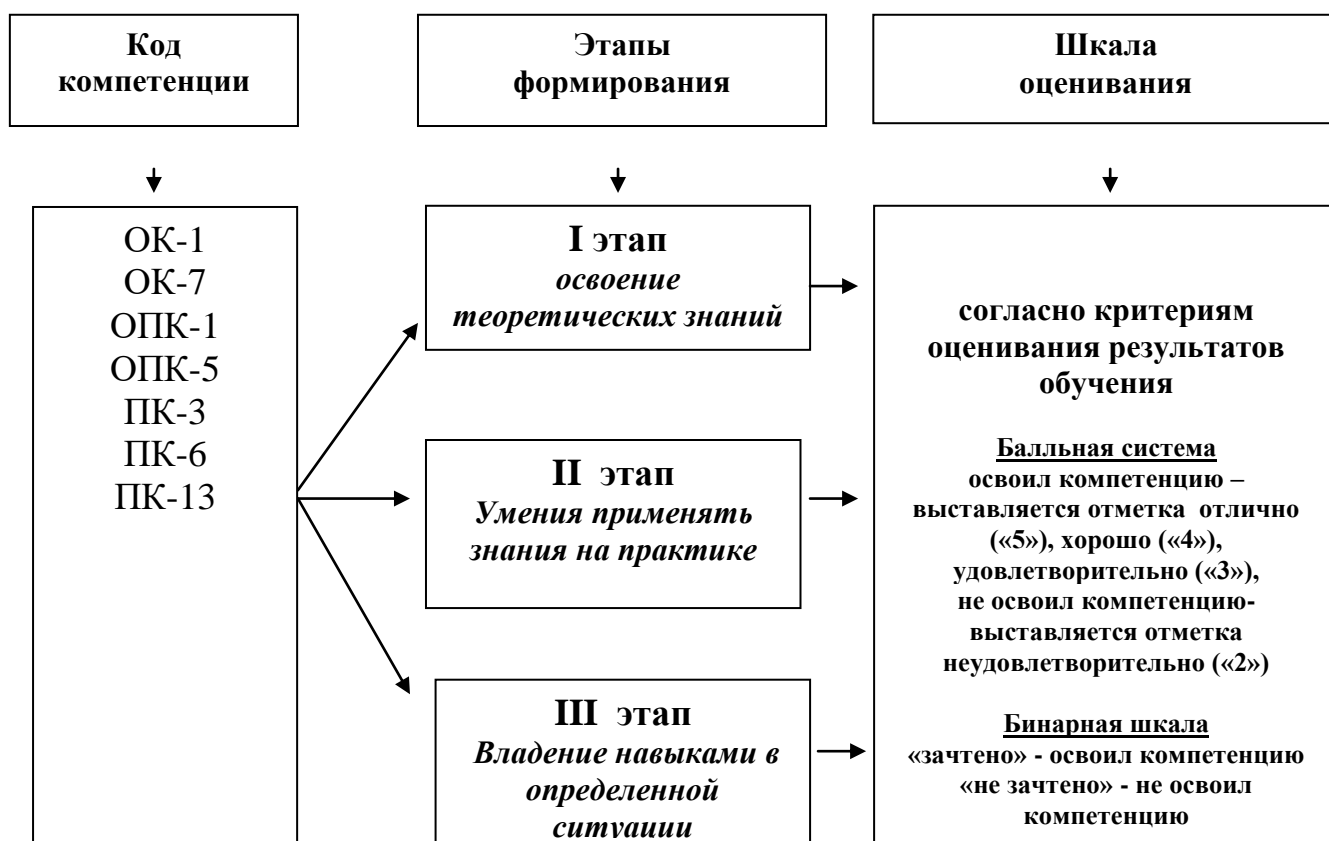 Код
компетенции
Этапы
формирования
Шкала
оценивания
ОК-1
ОК-7
ОПК-1
ОПК-5
ПК-3
ПК-6
ПК-13
I этап
освоение
теоретических знаний
II этап
Умения применять
знания на практике
III этап
Владение навыками в
определенной
ситуации
согласно критериям
оценивания результатов
обучения
Балльная система
освоил компетенцию –
выставляется отметка отлично
(«5»), хорошо («4»),
удовлетворительно («3»),
не освоил компетенцию-
выставляется отметка
неудовлетворительно («2»)
Бинарная шкала
«зачтено» - освоил компетенцию
«не зачтено» - не освоил
компетенцию